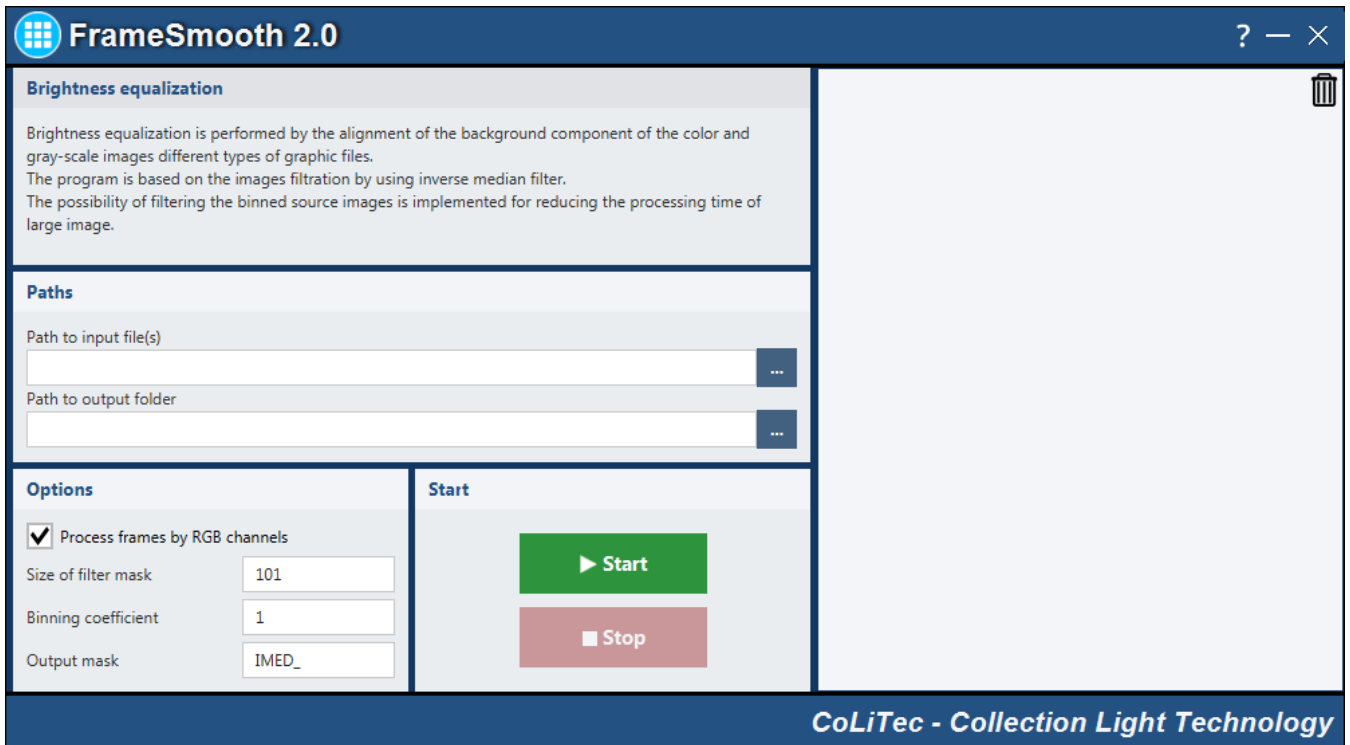 FrameSmooth 2.0
? — ×
Brightness equalization
Brightness equalization is performed by the alignment of the background component of the color and
gray-scale images different types of graphic files.
The program is based on the images filtration by using inverse median filter.
The possibility of filtering the binned source images is implemented for reducing the processing time of
large image.
Paths
Path to input file(s)
...
Path to output folder
...
Options
Process frames by RGB channels
Size of filter mask 101
Binning coefficient 1
Output mask IMED_
Start
Start
Stop
CoLiTec - Collection Light Technology